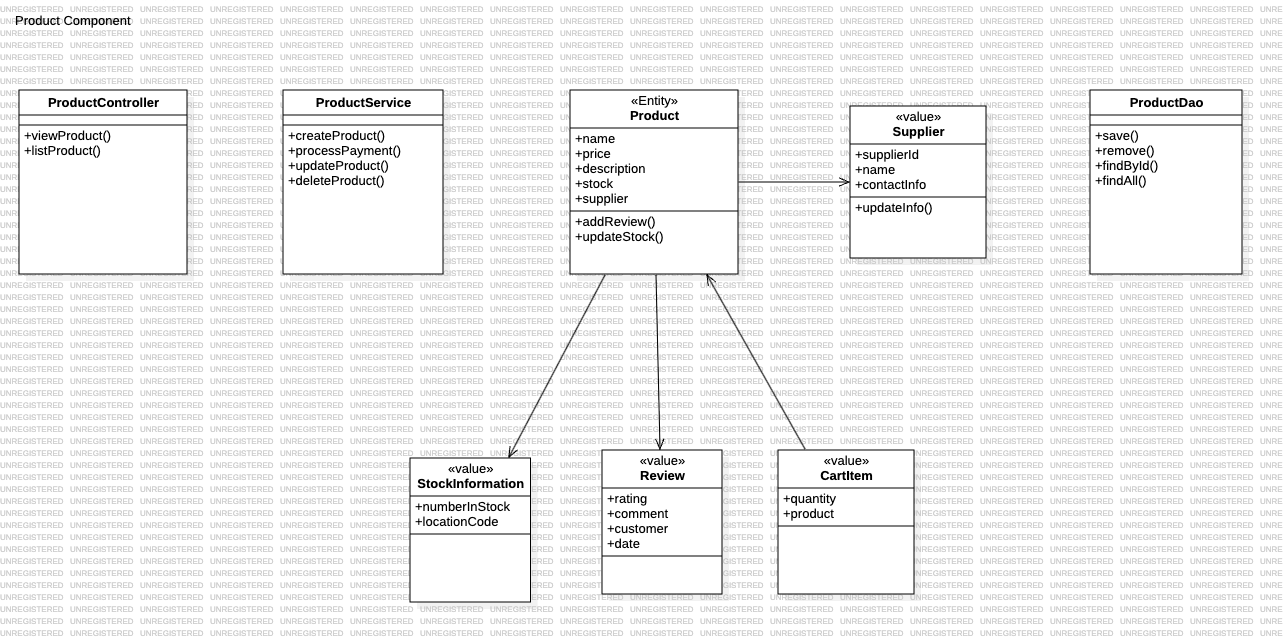 Product Component
ProductController
+viewProduct()
+listProduct()
ProductService
+createProduct()
+processPayment()
+updateProduct()
+deleteProduct()
«Entity»
Product
+name
+price
+description
+stock
+supplier
+addReview()
+updateStock()
«value»
Supplier
+supplierId
+name
+contactInfo
+updateInfo()
ProductDao
+save()
+remove()
+findById()
+findAll()
«value»
StockInformation
+numberInStock
+locationCode
«value»
Review
+rating
+comment
+customer
+date
«value»
CartItem
+quantity
+product
UNREGISTERED